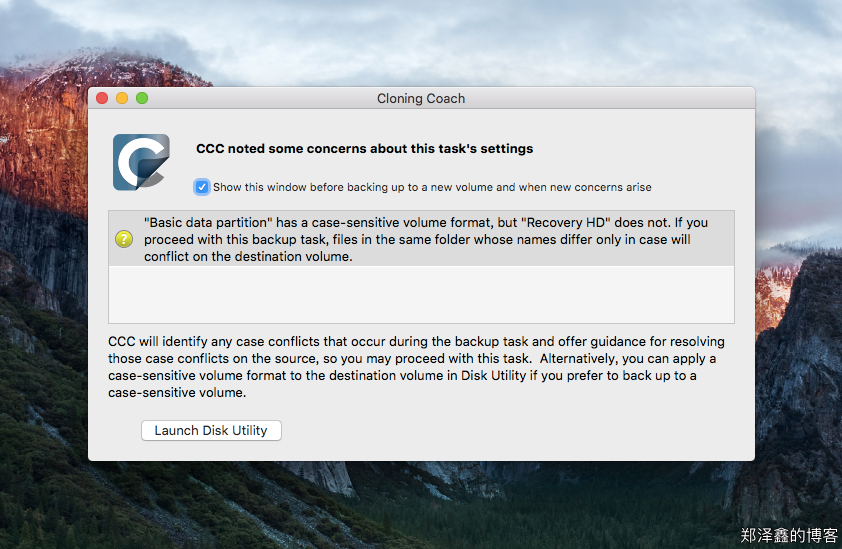 Cloning Coach
CCC noted some concerns about this task's settings
Show this window before backing up to a new volume and when new concerns arise
"Basic data partition" has a case-sensitive volume format, but "Recovery HD" does not. If you
proceed with this backup task, files in the same folder whose names differ only in case will
conflict on the destination volume.
CCC will identify any case conflicts that occur during the backup task and offer guidance for resolving
those case conflicts on the source, so you may proceed with this task.  Alternatively, you can apply a
case-sensitive volume format to the destination volume in Disk Utility if you prefer to back up to a
case-sensitive volume.
Launch Disk Utility
郑泽鑫的博客